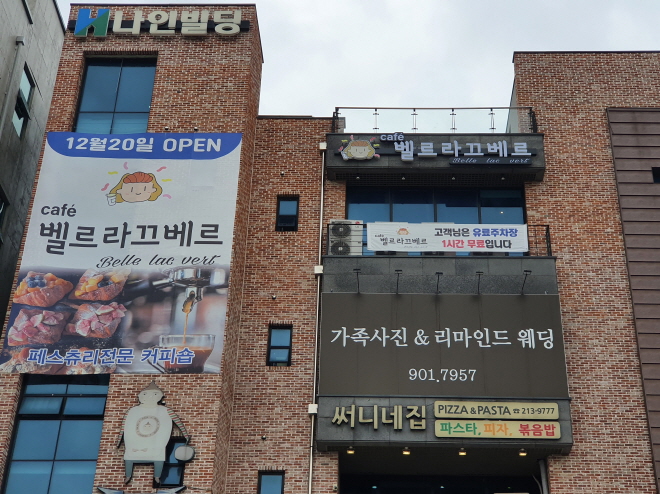 H나인빌딩
12월20일 OPEN
café
벨르라끄베르
Belle lac vert
페스츄리전문 커피숍
café
벨르라끄베르
Belle lac vert
café
벨르라끄베르
고객님은 유료주차장
1시간 무료입니다
가족사진 & 리마인드 웨딩
901.7957
써니네집
PIZZA & PASTA ☎ 213-9777
파스타, 피자, 볶음밥